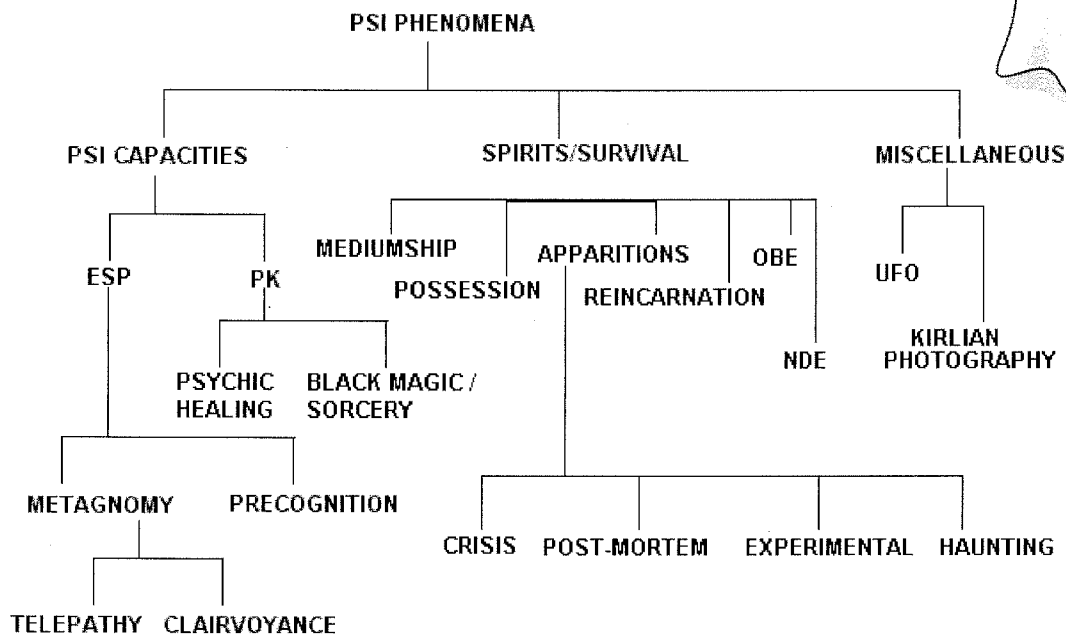 PSI PHENOMENA
PSI CAPACITIES
SPIRITS/SURVIVAL
MISCELLANEOUS
ESP
PK
MEDIUMSHIP
POSSESSION
APPARITIONS
REINCARNATION
OBE
NDE
UFO
KIRLIAN
PHOTOGRAPHY
PSYCHIC
HEALING
BLACK MAGIC /
SORCERY
METAGNOMY
PRECOGNITION
CRISIS
POST-MORTEM
EXPERIMENTAL
HAUNTING
TELEPATHY
CLAIRVOYANCE